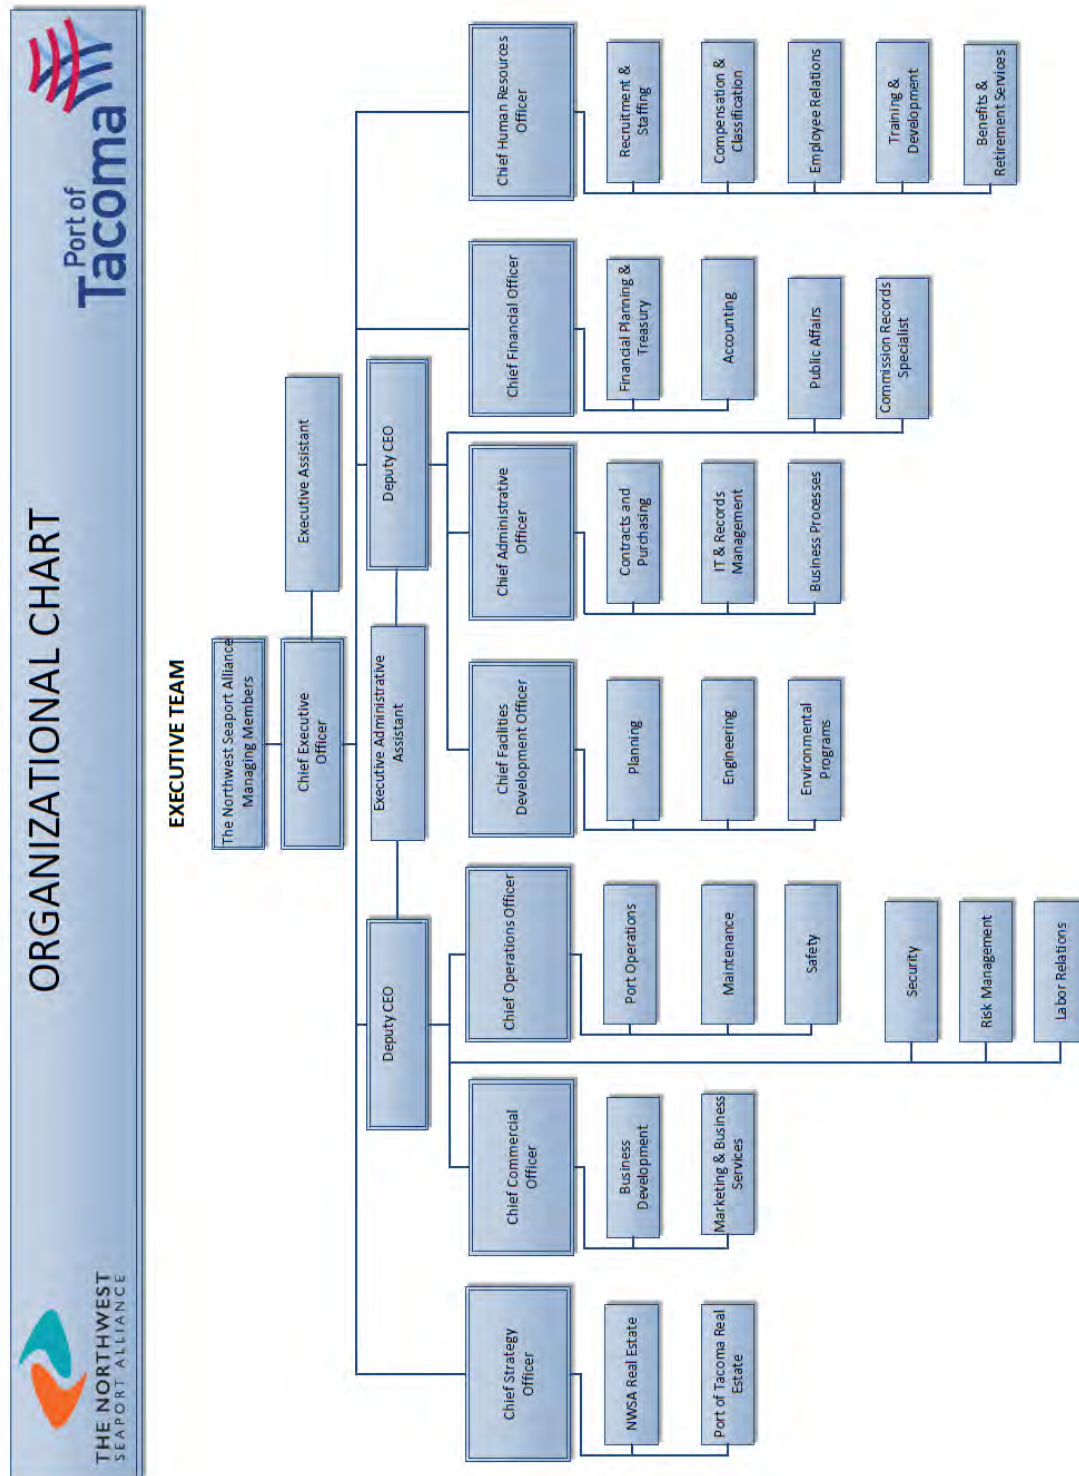 THE NORTHWEST
SEAPORT ALLIANCE
ORGANIZATIONAL CHART
Port of
Tacoma
EXECUTIVE TEAM
The Northwest Seaport Alliance
Managing Members
Chief Executive
Officer
Executive Assistant
Deputy CEO
Executive Administrative
Assistant
Deputy CEO
Chief Strategy
Officer
Chief Commercial
Officer
Chief Operations Officer
Chief Facilities
Development Officer
Chief Administrative
Officer
Chief Financial Officer
Chief Human Resources
Officer
NWSA Real Estate
Port of Tacoma Real
Estate
Business
Development
Marketing & Business
Services
Port Operations
Maintenance
Safety
Security
Risk Management
Labor Relations
Planning
Engineering
Environmental
Programs
Contracts and
Purchasing
IT & Records
Management
Business Processes
Financial Planning &
Treasury
Accounting
Public Affairs
Commission Records
Specialist
Recruitment &
Staffing
Compensation &
Classification
Employee Relations
Training &
Development
Benefits &
Retirement Services